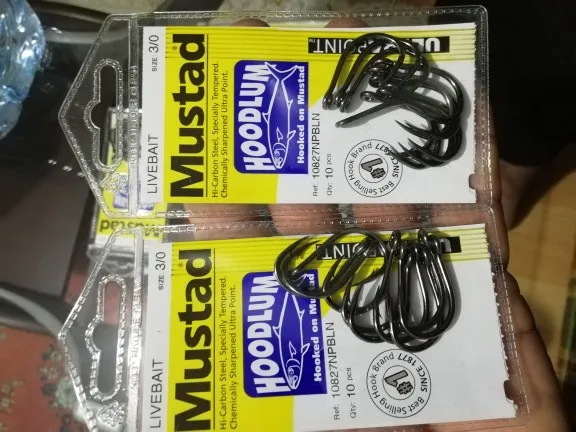 LIVEBAIT
SIZE: 3/0
Mustad
Hi-Carbon Steel, Specially Tempered.
Chemically Sharpened Ultra Point.
HOODLUM
Hooked on Mustad
Ref: 10827NPBLN
Qty: 10 pcs
Best Selling Hook Brand
1877
POINT
LIVEBAIT
SIZE: 3/0
Mustad
Hi-Carbon Steel, Specially Tempered.
Chemically Sharpened Ultra Point.
HOODLUM
Hooked on Mustad
Ref: 10827NPBLN
Qty: 10 pcs
Best Selling Hook Brand
SINCE 1877
Mustad